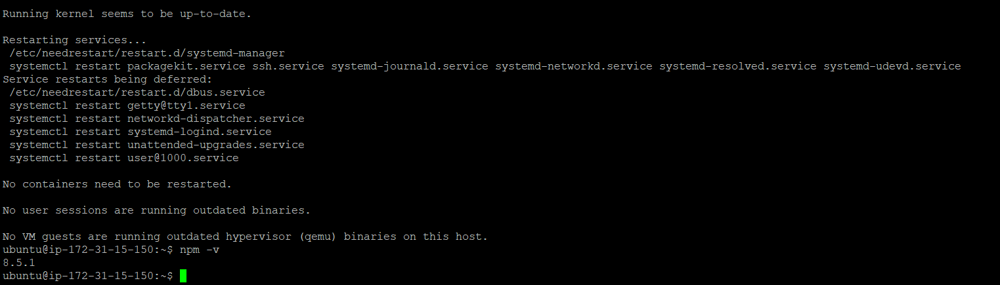 Running kernel seems to be up-to-date.
Restarting services...
/etc/needrestart/restart.d/systemd-manager
systemctl restart packagekit.service ssh.service systemd-journald.service systemd-networkd.service systemd-resolved.service systemd-udevd.service
Service restarts being deferred:
/etc/needrestart/restart.d/dbus.service
systemctl restart getty@tty1.service
systemctl restart networkd-dispatcher.service
systemctl restart systemd-logind.service
systemctl restart unattended-upgrades.service
systemctl restart user@1000.service
No containers need to be restarted.
No user sessions are running outdated binaries.
No VM guests are running outdated hypervisor (qemu) binaries on this host.
ubuntu@ip-172-31-15-150:~$ npm -v
8.5.1
ubuntu@ip-172-31-15-150:~$